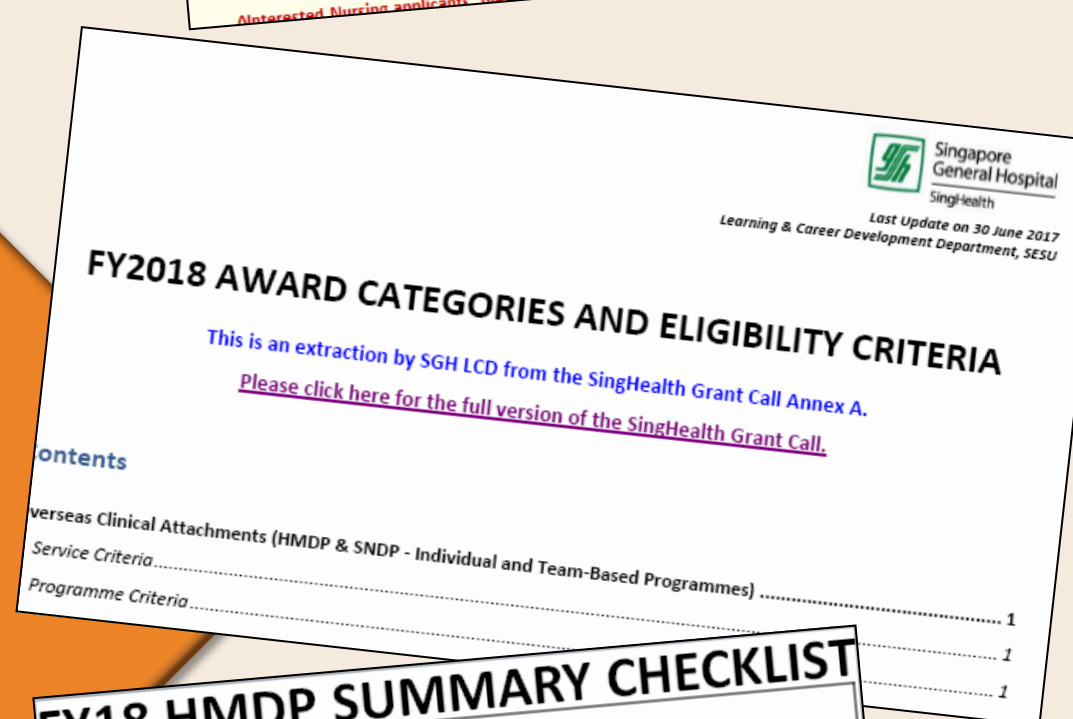 Interested Nursing applicants
Singapore
General Hospital
SingHealth
Last Update on 30 June 2017
Learning & Career Development Department, SESU
FY2018 AWARD CATEGORIES AND ELIGIBILITY CRITERIA
This is an extraction by SGH LCD from the SingHealth Grant Call Annex A.
Please click here for the full version of the SingHealth Grant Call.
ontents
verseas Clinical Attachments (HMDP & SNDP - Individual and Team-Based Programmes) ............................................ 1
Service Criteria ............................................ 1
Programme Criteria ............................................ 1
FY18 HMDP SUMMARY CHECKLIST